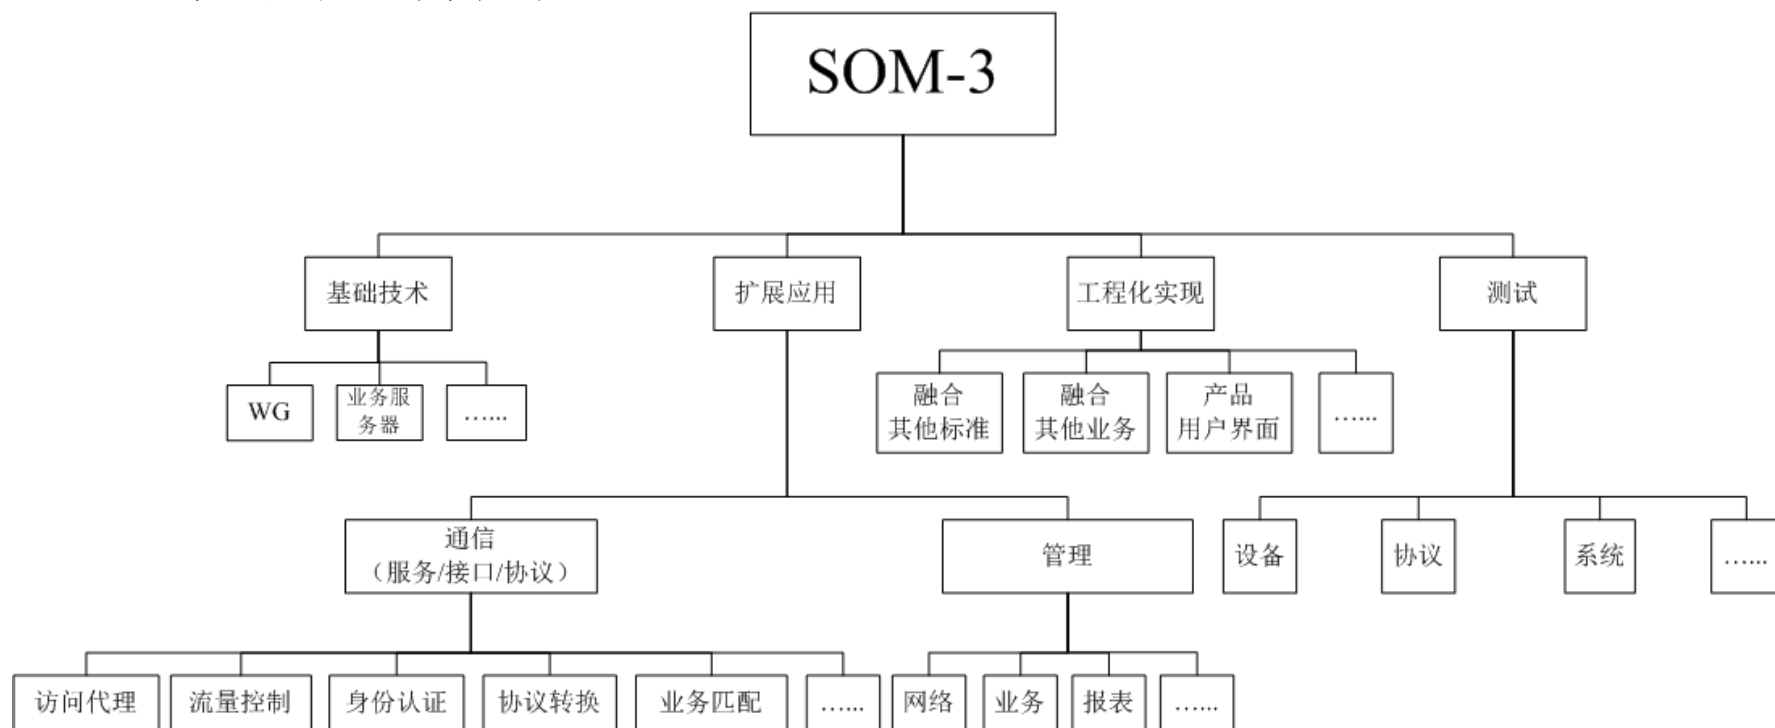 SOM-3
基础技术
扩展应用
工程化实现
测试
WG
业务服
务器
…...
融合
其他标准
融合
其他业务
产品
用户界面
…...
通信
（服务/接口/协议）
管理
设备
协议
系统
…...
访问代理
流量控制
身份认证
协议转换
业务匹配
…...
网络
业务
报表
…...